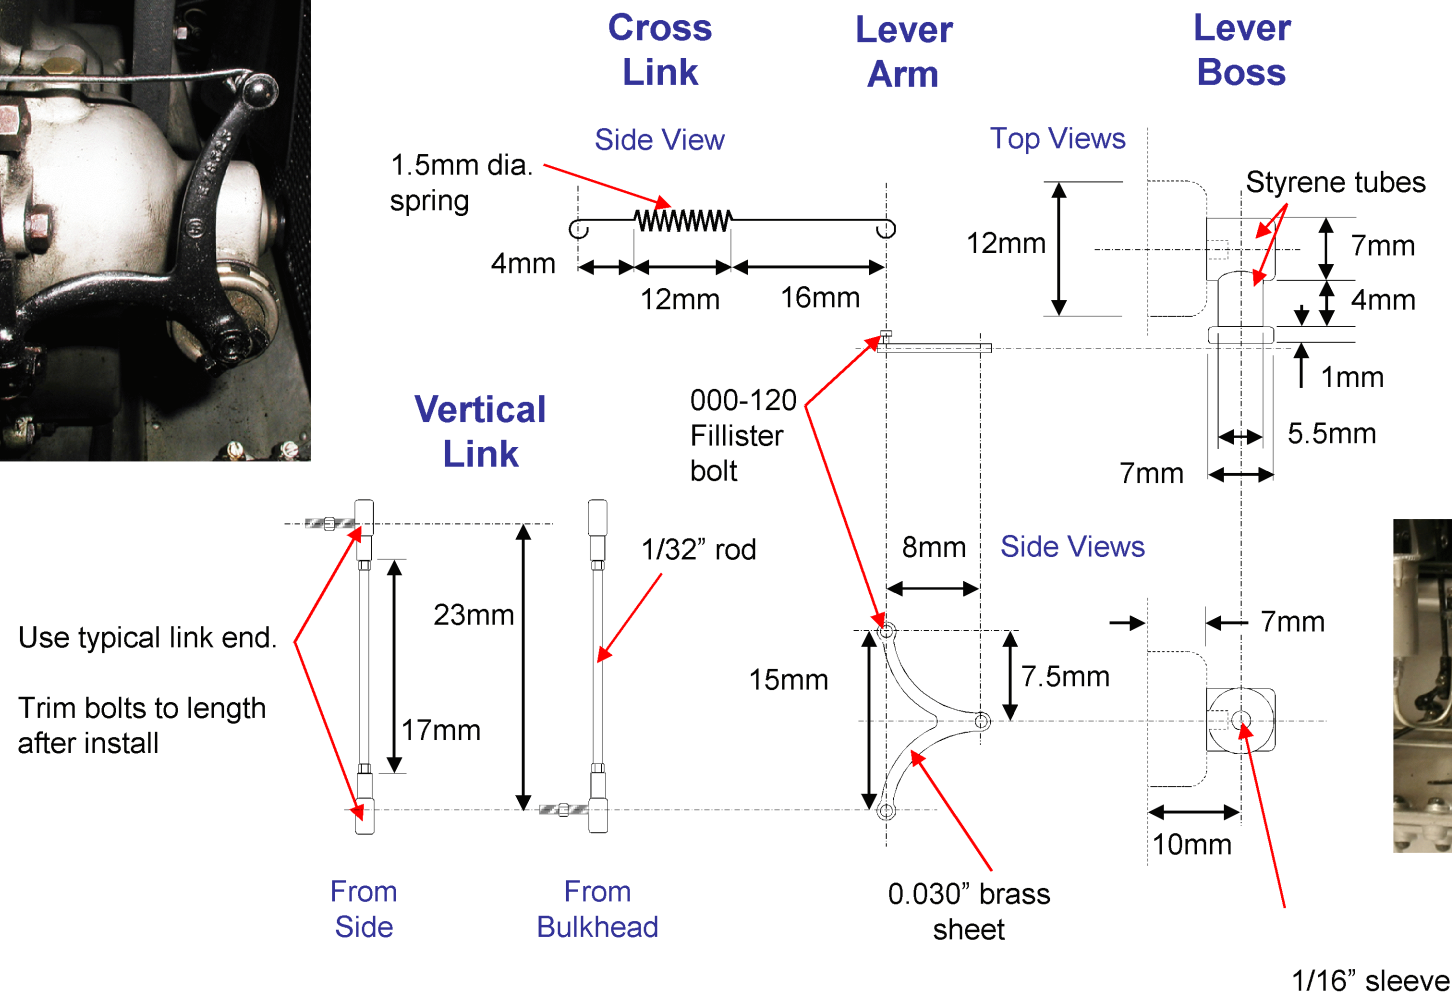 Cross
Link
Lever
Arm
Lever
Boss
Side View
Top Views
1.5mm dia.
spring
Styrene tubes
4mm
12mm
16mm
12mm
7mm
4mm
1mm
5.5mm
7mm
Vertical
Link
000-120
Fillister
bolt
1/32” rod
8mm
Side Views
23mm
17mm
Use typical link end.
Trim bolts to length
after install
15mm
7.5mm
7mm
10mm
0.030” brass
sheet
From
Side
From
Bulkhead
1/16” sleeve